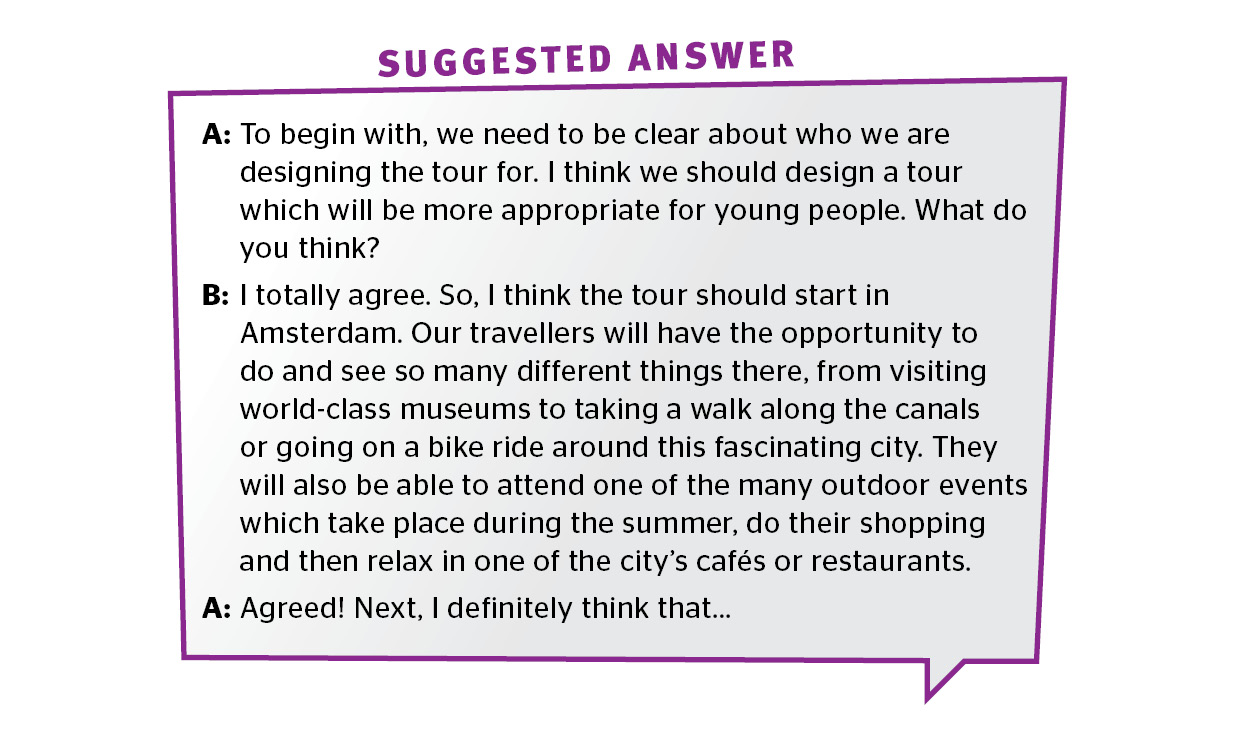 SUGGESTED ANSWER
A: To begin with, we need to be clear about who we are
designing the tour for. I think we should design a tour
which will be more appropriate for young people. What do
you think?
B: I totally agree. So, I think the tour should start in
Amsterdam. Our travellers will have the opportunity to
do and see so many different things there, from visiting
world-class museums to taking a walk along the canals
or going on a bike ride around this fascinating city. They
will also be able to attend one of the many outdoor events
which take place during the summer, do their shopping
and then relax in one of the city’s cafés or restaurants.
A: Agreed! Next, I definitely think that...